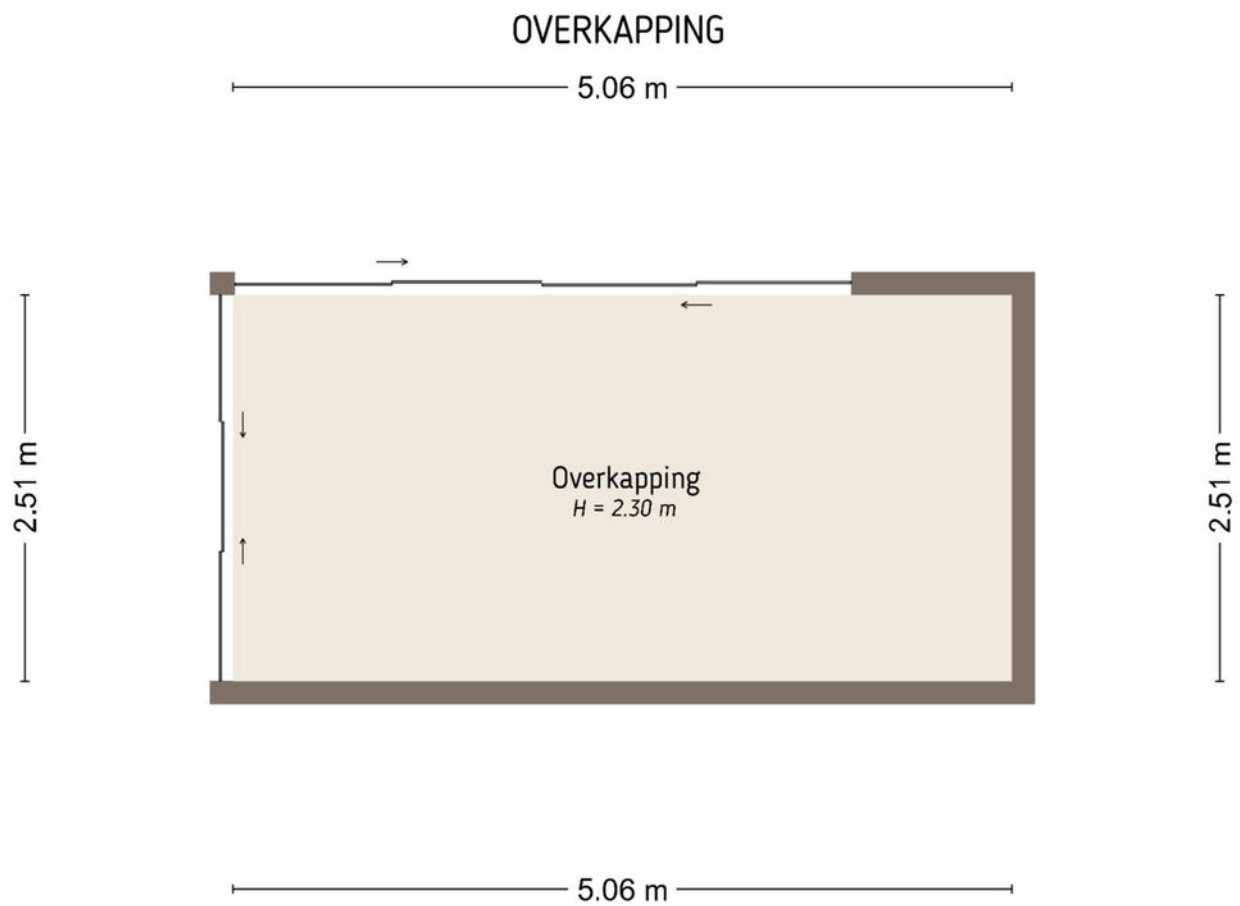 OVERKAPPING
5.06 m
2.51 m
2.51 m
Overkapping
H = 2.30 m
5.06 m